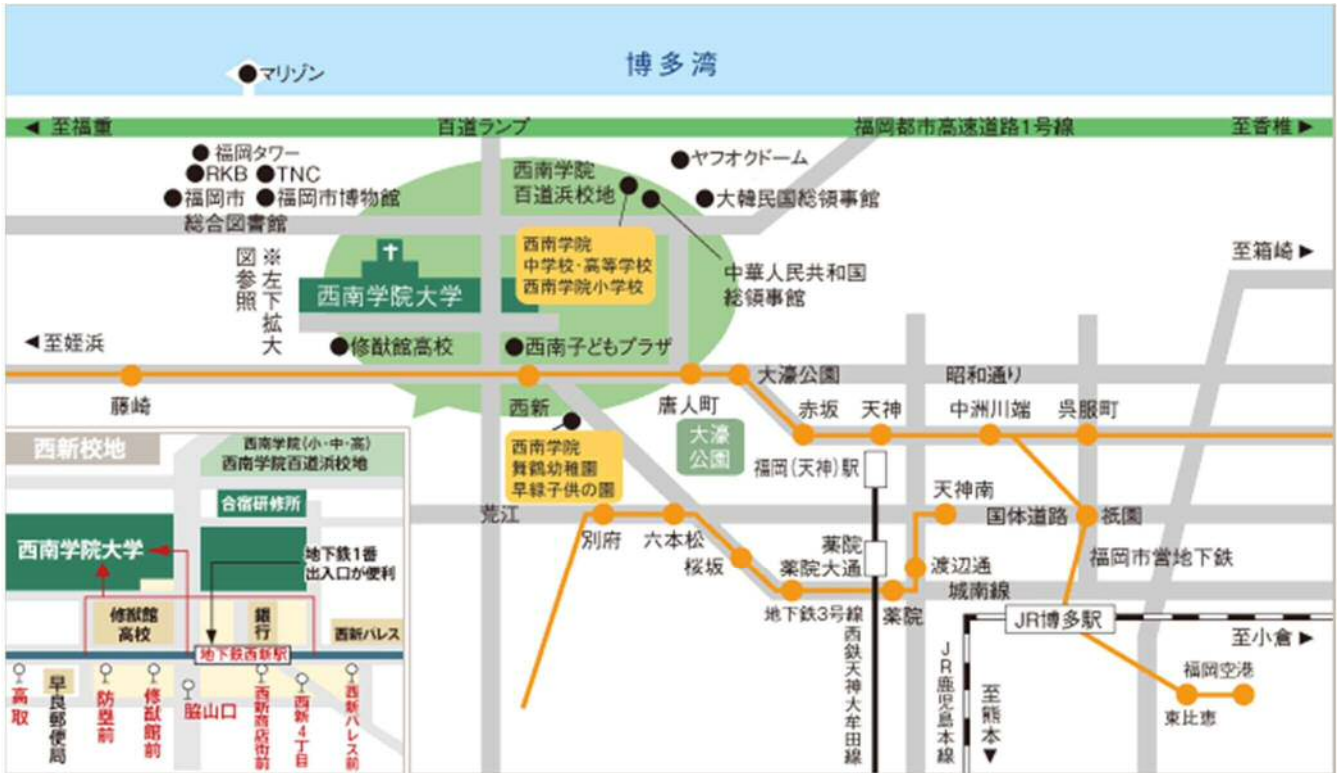 博多湾
マリゾン
至福重
百道ランプ
福岡都市高速道路1号線
至香椎
福岡タワー
RKB
TNC
福岡市
総合図書館
福岡市博物館
西南学院
百道浜校地
ヤフオクドーム
大韓民国総領事館
西南学院
中学校・高等学校
西南学院小学校
中華人民共和国
総領事館
至箱崎
※左下拡大
図参照
西南学院大学
至姪浜
修猷館高校
西南子どもプラザ
藤崎
西新
唐人町
大濠公園
昭和通り
赤坂
天神
中洲川端
呉服町
大濠
公園
西南学院
舞鶴幼稚園
早緑子供の園
福岡(天神)駅
荒江
別府
六本松
桜坂
天神南
国体道路
祇園
薬院
薬院大通
渡辺通
福岡市営地下鉄
地下鉄3号線
薬院
城南線
JR博多駅
至小倉
西鉄天神大牟田線
JR鹿児島本線
至熊本
福岡空港
東比恵
西新校地
西南学院(小・中・高)
西南学院百道浜校地
合宿研修所
西南学院大学
地下鉄1番
出入口が便利
修猷館
高校
銀行
西新パレス
地下鉄西新駅
高取
早良郵便局
防塁前
修猷館前
脇山口
西新商店街前
西新4丁目
西新パレス前